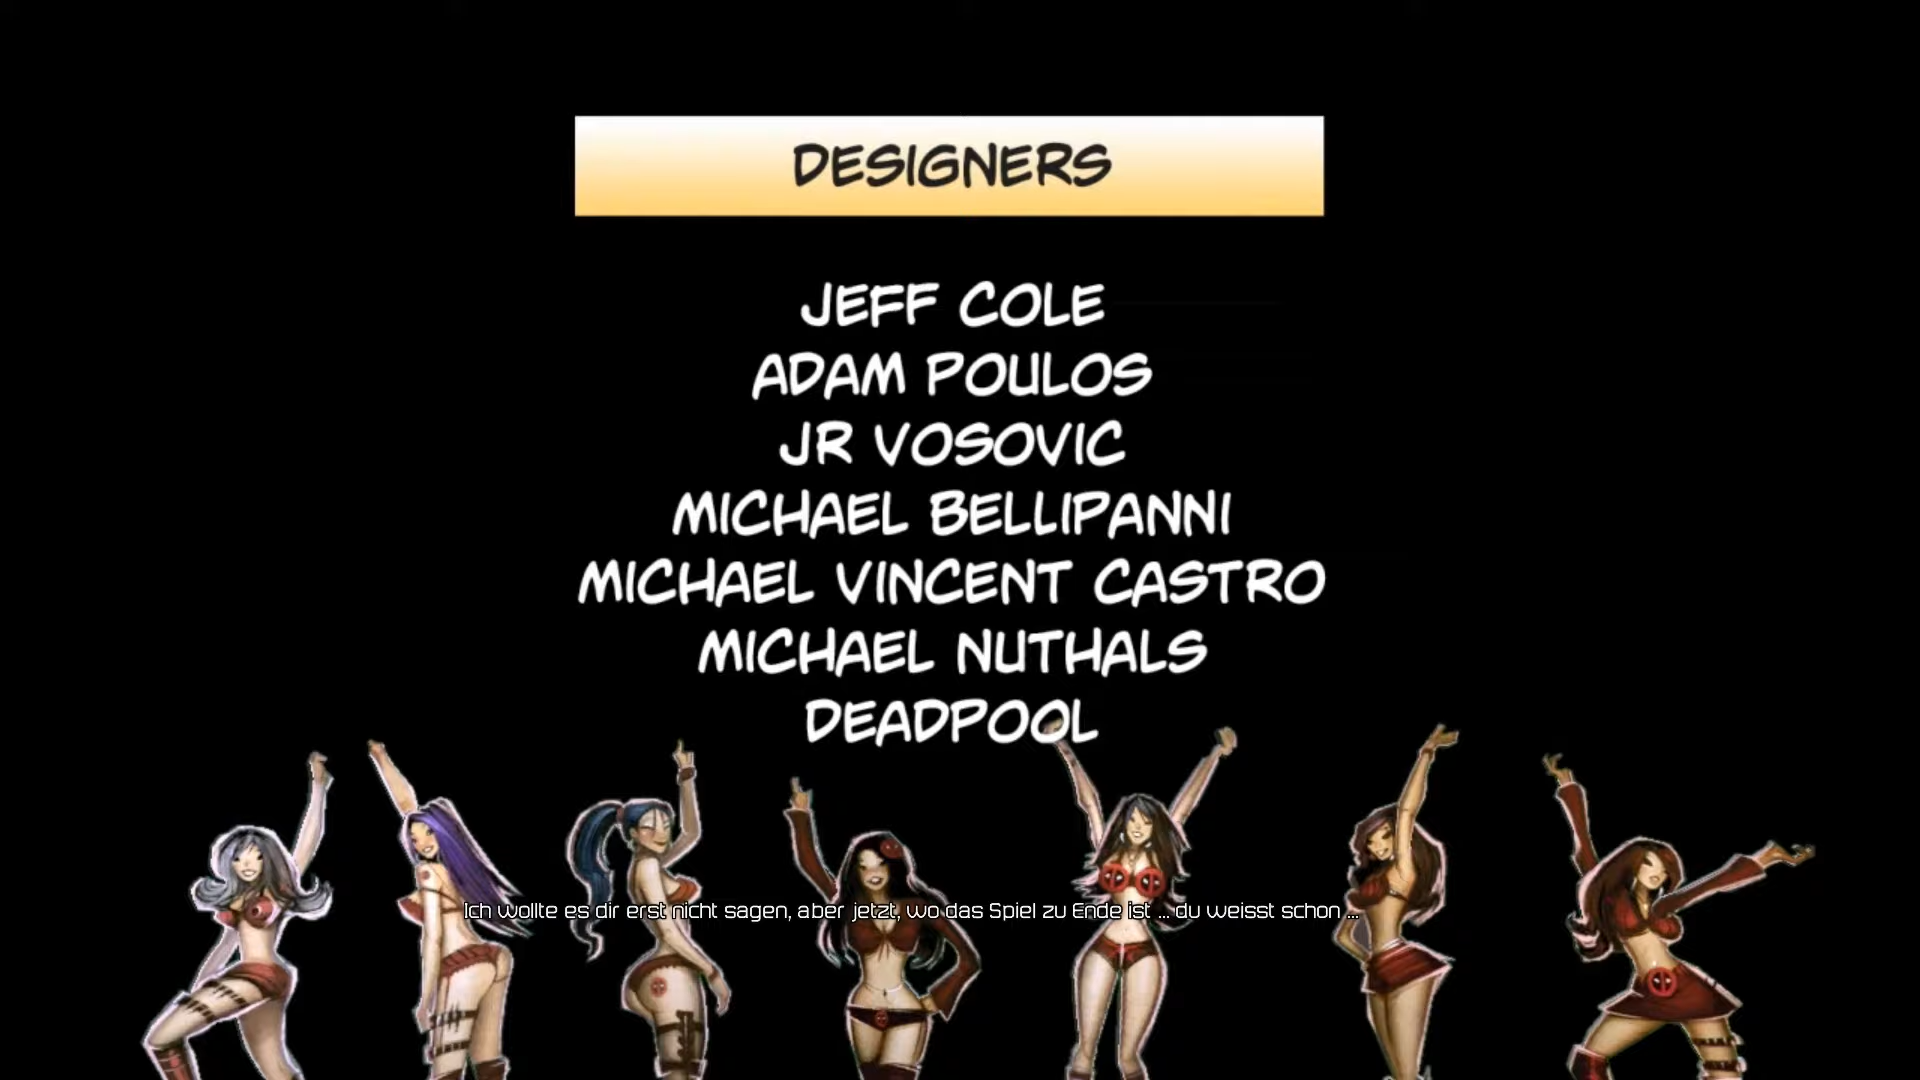 DESIGNERS
JEFF COLE
ADAM POULOS
JR VOSOVIC
MICHAEL BELLIPANNI
MICHAEL VINCENT CASTRO
MICHAEL NUTHALS
DEADPOOL
Ich wollte es dir erst nicht sagen, aber jetzt, wo das Spiel zu Ende ist ... du weisst schon ...